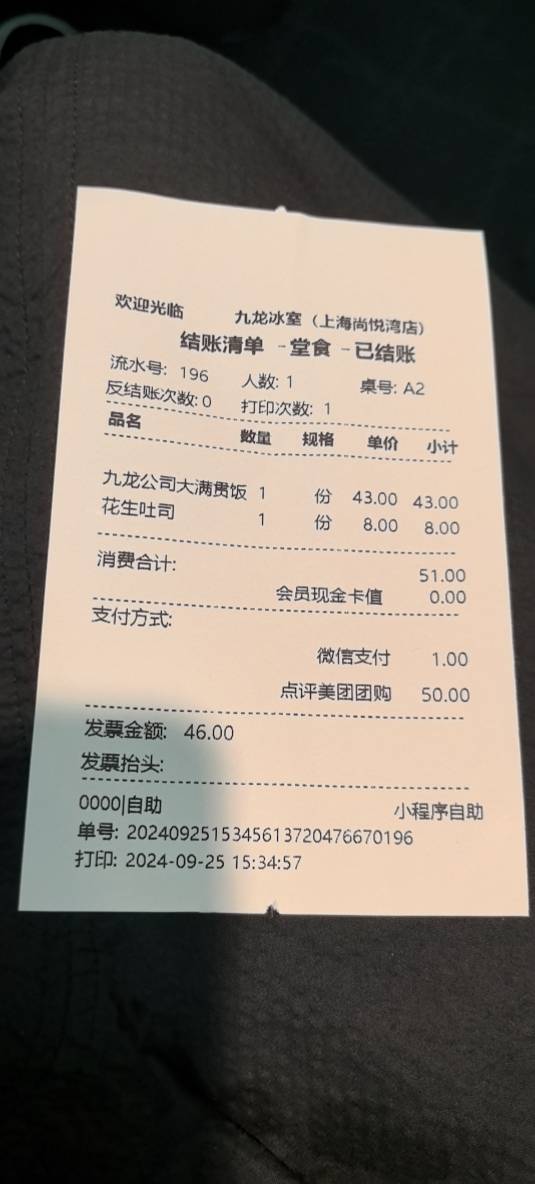 欢迎光临 九龙冰室（上海尚悦湾店）
结账清单 -堂食 -已结账
流水号: 196 人数: 1 桌号: A2
反结账次数: 0 打印次数: 1
品名 数量 规格 单价 小计
九龙公司大满贯饭 1 份 43.00 43.00
花生吐司 1 份 8.00 8.00
消费合计: 51.00
会员现金卡值 0.00
支付方式:
微信支付 1.00
点评美团团购 50.00
发票金额: 46.00
发票抬头:
0000|自助 小程序自助
单号: 2024092515345613720476670196
打印: 2024-09-25 15:34:57